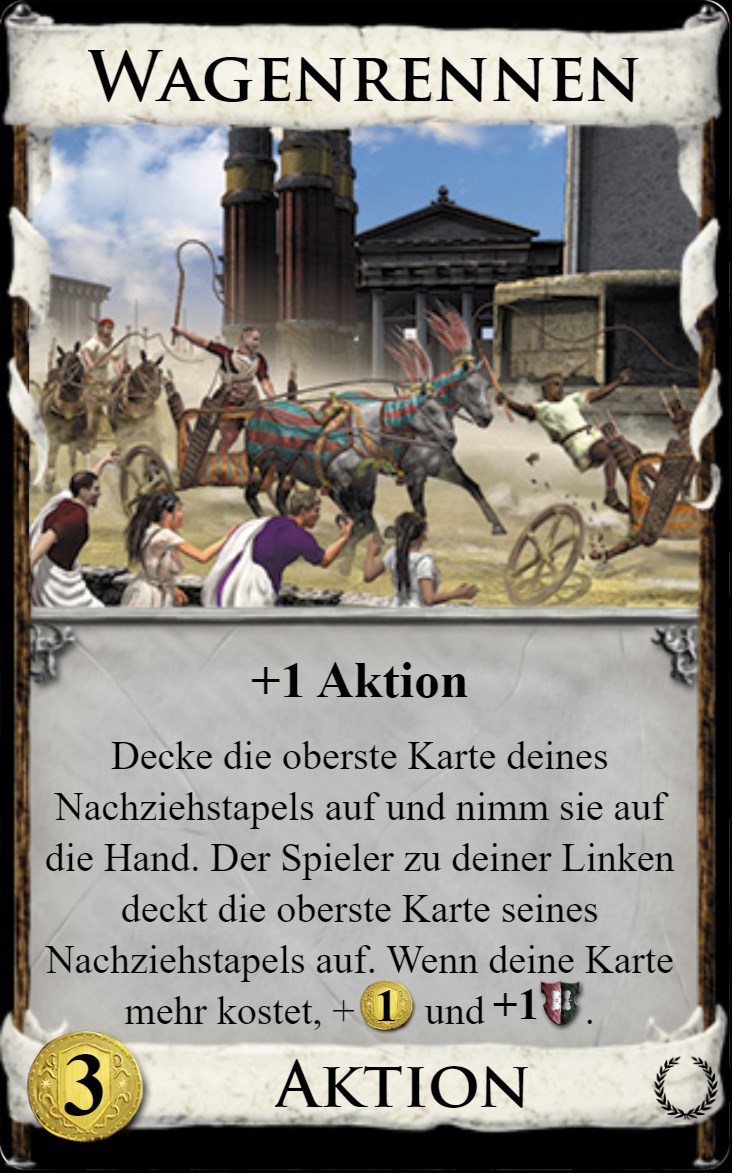 WAGENRENNEN
+1 Aktion
Decke die oberste Karte deines
Nachziehstapels auf und nimm sie auf
die Hand. Der Spieler zu deiner Linken
deckt die oberste Karte seines
Nachziehstapels auf. Wenn deine Karte
mehr kostet, + 1 und +1 .
3 AKTION